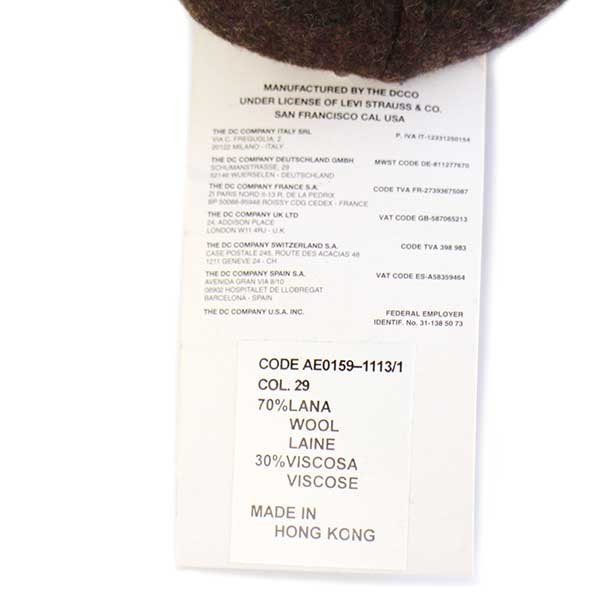 MANUFACTURED BY THE DCCO
UNDER LICENSE OF LEVI STRAUSS & CO.
SAN FRANCISCO CAL USA
THE DC COMPANY ITALY SRL P. IVA IT-12331250154
VIA C. FREGUGLIA, 2
20122 MILANO - ITALY
THE DC COMPANY DEUTSCHLAND GMBH MWST CODE DE-811277670
SCHUMANSTRASSE, 29
52146 WUERSELEN - DEUTSCHLAND
THE DC COMPANY FRANCE S.A. CODE TVA FR-27393675087
ZI PARIS NORD II-13 R. DE LA PEDRIX
BP 50086-95948 ROISSY CDG CEDEX - FRANCE
THE DC COMPANY UK LTD VAT CODE GB-587065213
24, ADDISON PLACE
LONDON W11 4RJ - U.K
THE DC COMPANY SWITZERLAND S.A. CODE TVA 398 983
CASE POSTALE 245, ROUTE DES ACACIAS 48
1211 GENEVE 24 - CH
THE DC COMPANY SPAIN S.A. VAT CODE ES-A58359464
AVENIDA GRAN VIA 8/10
08902 HOSPITALET DE LLOBREGAT
BARCELONA - SPAIN
THE DC COMPANY U.S.A. INC. FEDERAL EMPLOYER
IDENTIF. No. 31-138 50 73
CODE AE0159-1113/1
COL. 29
70%LANA
WOOL
LAINE
30%VISCOSA
VISCOSE
MADE IN
HONG KONG